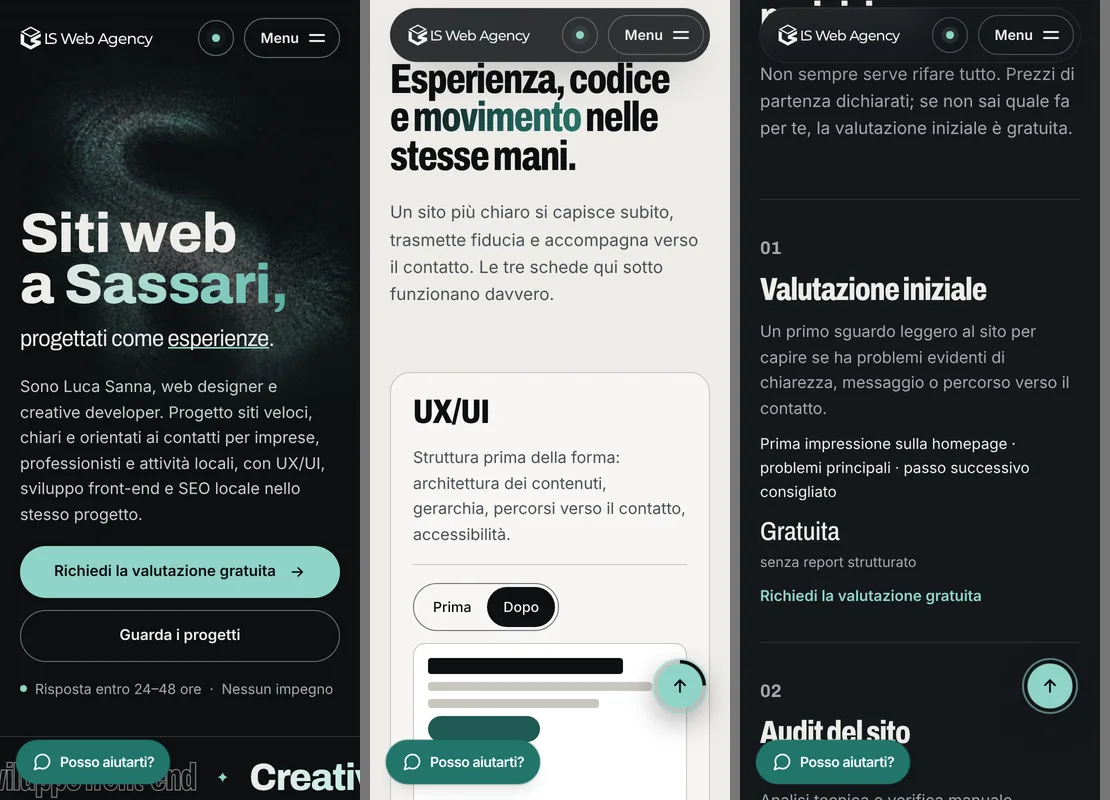 LS Web Agency
Menu
Siti web
a Sassari,
progettati come esperienze.
Sono Luca Sanna, web designer e
creative developer. Progetto siti veloci,
chiari e orientati ai contatti per imprese,
professionisti e attività locali, con UX/UI,
sviluppo front-end e SEO locale nello
stesso progetto.
Richiedi la valutazione gratuita →
Guarda i progetti
Risposta entro 24–48 ore · Nessun impegno
Posso aiutarti?
LS Web Agency
Menu
Esperienza, codice
e movimento nelle
stesse mani.
Un sito più chiaro si capisce subito,
trasmette fiducia e accompagna verso
il contatto. Le tre schede qui sotto
funzionano davvero.
UX/UI
Struttura prima della forma:
architettura dei contenuti,
gerarchia, percorsi verso il contatto,
accessibilità.
Prima Dopo
Posso aiutarti?
LS Web Agency
Menu
Non sempre serve rifare tutto. Prezzi di
partenza dichiarati; se non sai quale fa
per te, la valutazione iniziale è gratuita.
01
Valutazione iniziale
Un primo sguardo leggero al sito per
capire se ha problemi evidenti di
chiarezza, messaggio o percorso verso il
contatto.
Prima impressione sulla homepage ·
problemi principali · passo successivo
consigliato
Gratuita
senza report strutturato
Richiedi la valutazione gratuita
02
Audit del sito
Posso aiutarti?
Analisi tecnica e verifica manuale